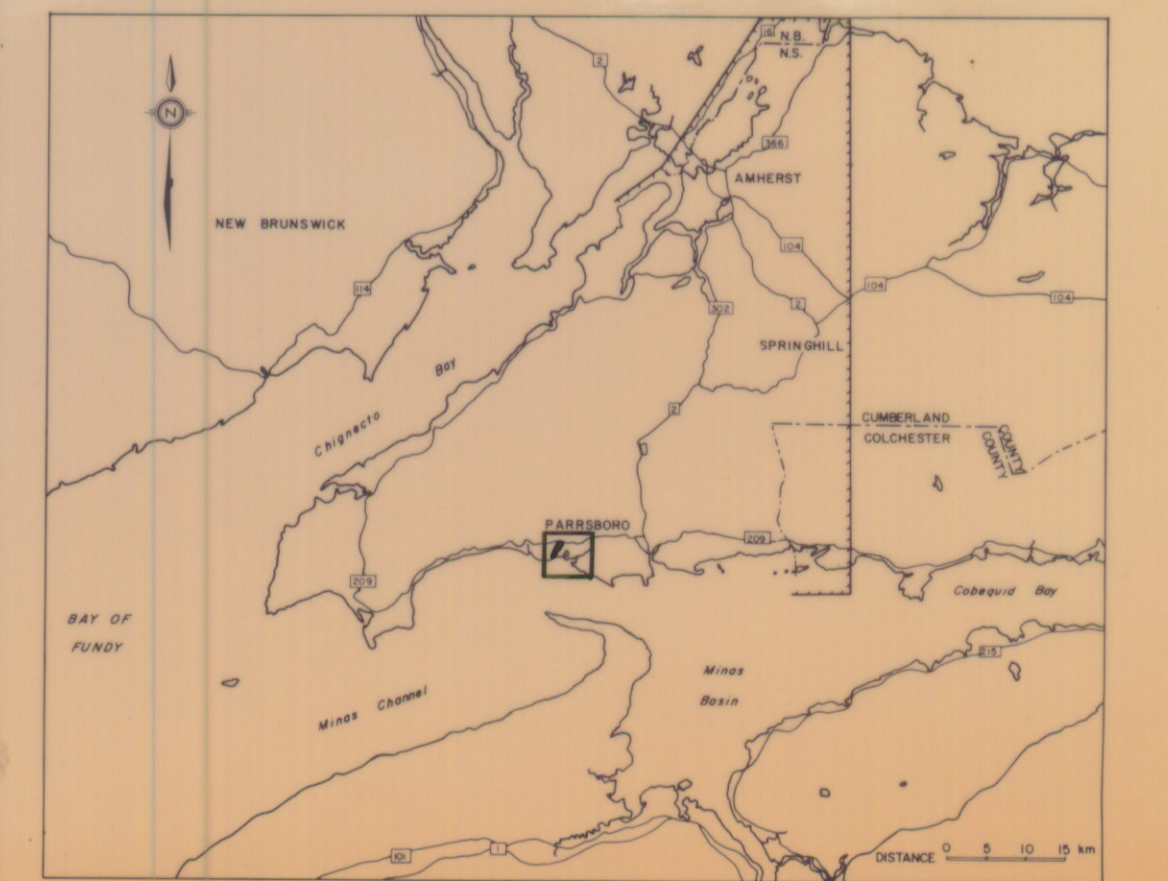 N
16
N.B.
N.S.
2
366
AMHERST
NEW BRUNSWICK
104
114
104
104
302
2
SPRINGHILL
Bay
2
Chignecto
CUMBERLAND
COLCHESTER
COUNTY
COUNTY
PARRSBORO
209
209
Cobequid Bay
BAY OF
FUNDY
215
Minas
Basin
Minas Channel
101
1
DISTANCE
0 5 10 15 km